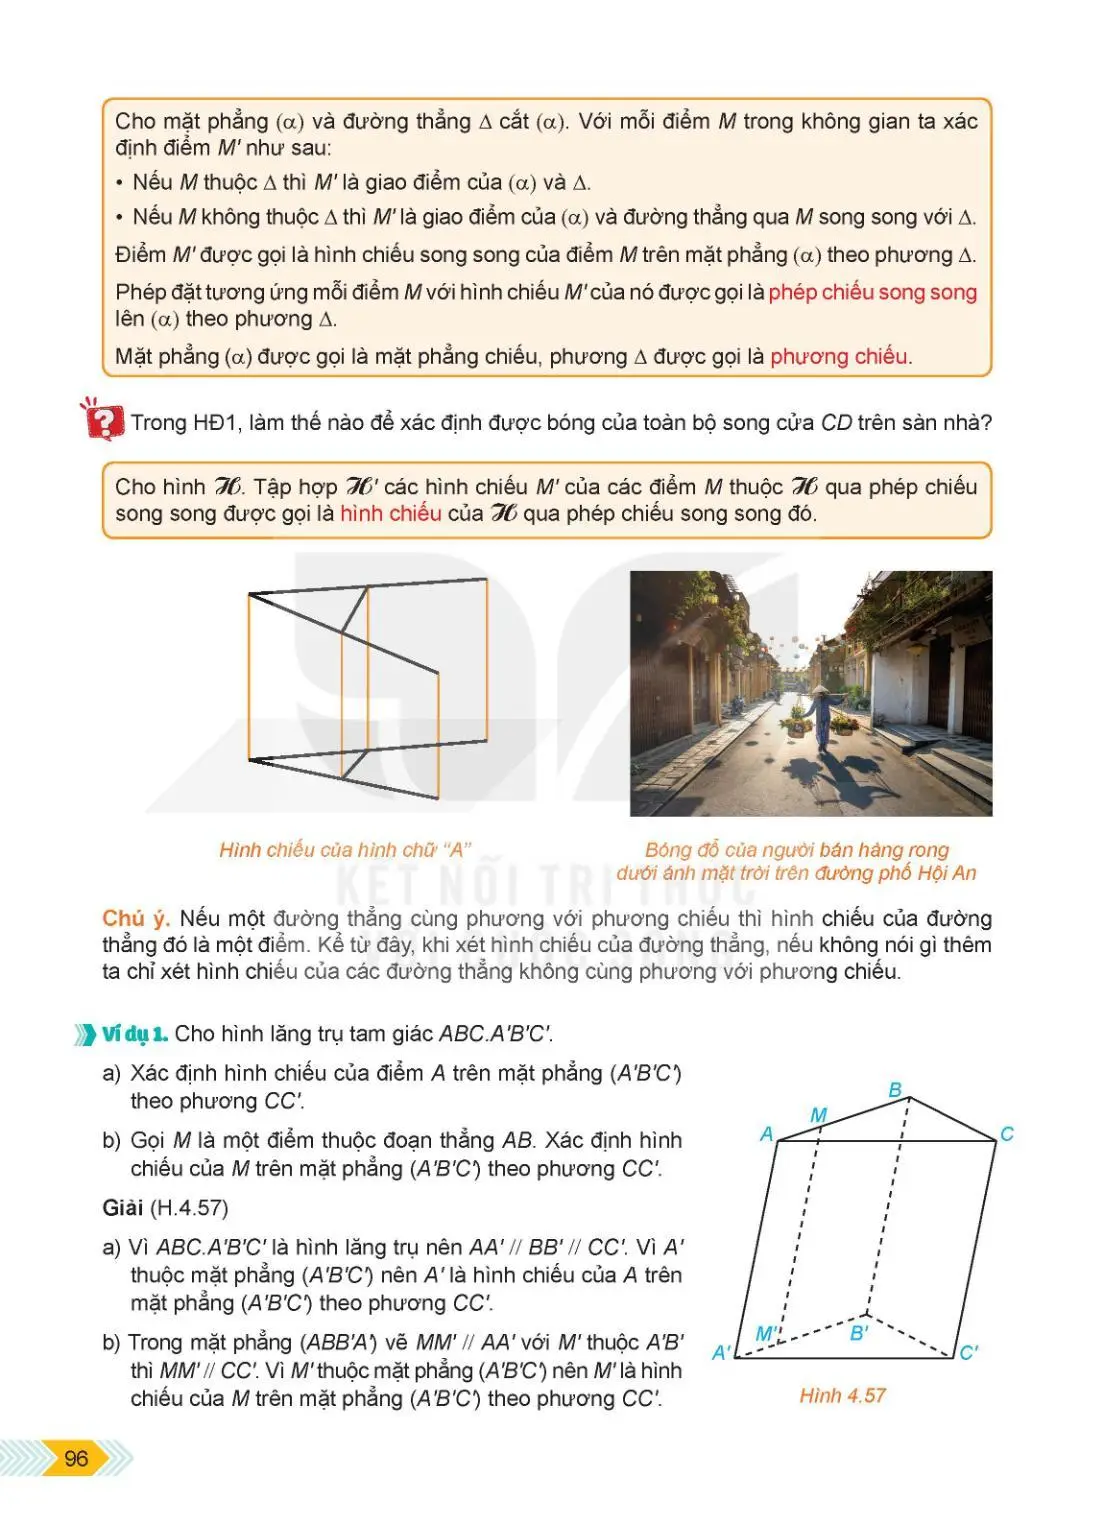 Cho mặt phẳng (α) và đường thẳng Δ cắt (α). Với mỗi điểm M trong không gian ta xác
định điểm M' như sau:
• Nếu M thuộc Δ thì M' là giao điểm của (α) và Δ.
• Nếu M không thuộc Δ thì M' là giao điểm của (α) và đường thẳng qua M song song với Δ.
Điểm M' được gọi là hình chiếu song song của điểm M trên mặt phẳng (α) theo phương Δ.
Phép đặt tương ứng mỗi điểm M với hình chiếu M' của nó được gọi là phép chiếu song song
lên (α) theo phương Δ.
Mặt phẳng (α) được gọi là mặt phẳng chiếu, phương Δ được gọi là phương chiếu.
? Trong HĐ1, làm thế nào để xác định được bóng của toàn bộ song cửa CD trên sàn nhà?
Cho hình ℋ. Tập hợp ℋ' các hình chiếu M' của các điểm M thuộc ℋ qua phép chiếu
song song được gọi là hình chiếu của ℋ qua phép chiếu song song đó.
Hình chiếu của hình chữ “A”
Bóng đổ của người bán hàng rong
dưới ánh mặt trời trên đường phố Hội An
KẾT NỐI TRI THỨC
VỚI CUỘC SỐNG
Chú ý. Nếu một đường thẳng cùng phương với phương chiếu thì hình chiếu của đường
thẳng đó là một điểm. Kể từ đây, khi xét hình chiếu của đường thẳng, nếu không nói gì thêm
ta chỉ xét hình chiếu của các đường thẳng không cùng phương với phương chiếu.
Ví dụ 1. Cho hình lăng trụ tam giác ABC.A'B'C'.
a) Xác định hình chiếu của điểm A trên mặt phẳng (A'B'C')
theo phương CC'.
b) Gọi M là một điểm thuộc đoạn thẳng AB. Xác định hình
chiếu của M trên mặt phẳng (A'B'C') theo phương CC'.
Giải (H.4.57)
a) Vì ABC.A'B'C' là hình lăng trụ nên AA' // BB' // CC'. Vì A'
thuộc mặt phẳng (A'B'C') nên A' là hình chiếu của A trên
mặt phẳng (A'B'C') theo phương CC'.
b) Trong mặt phẳng (ABB'A') vẽ MM' // AA' với M' thuộc A'B'
thì MM' // CC'. Vì M' thuộc mặt phẳng (A'B'C') nên M' là hình
chiếu của M trên mặt phẳng (A'B'C') theo phương CC'.
B
M
A
C
M'
B'
A'
C'
Hình 4.57
96